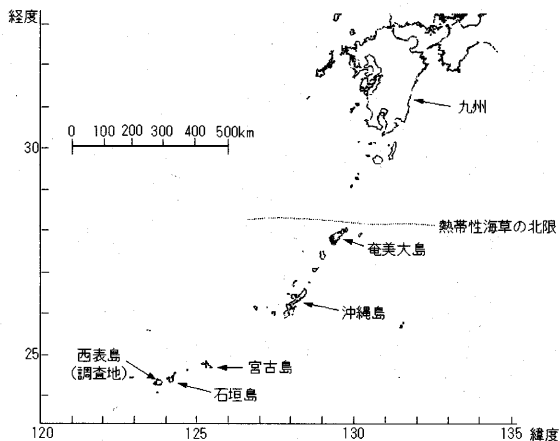 経度
九州
0 100 200 300 400 500km
30
熱帯性海草の北限
奄美大島
沖縄島
25
西表島
(調査地)
宮古島
石垣島
120 125 130 135 緯度